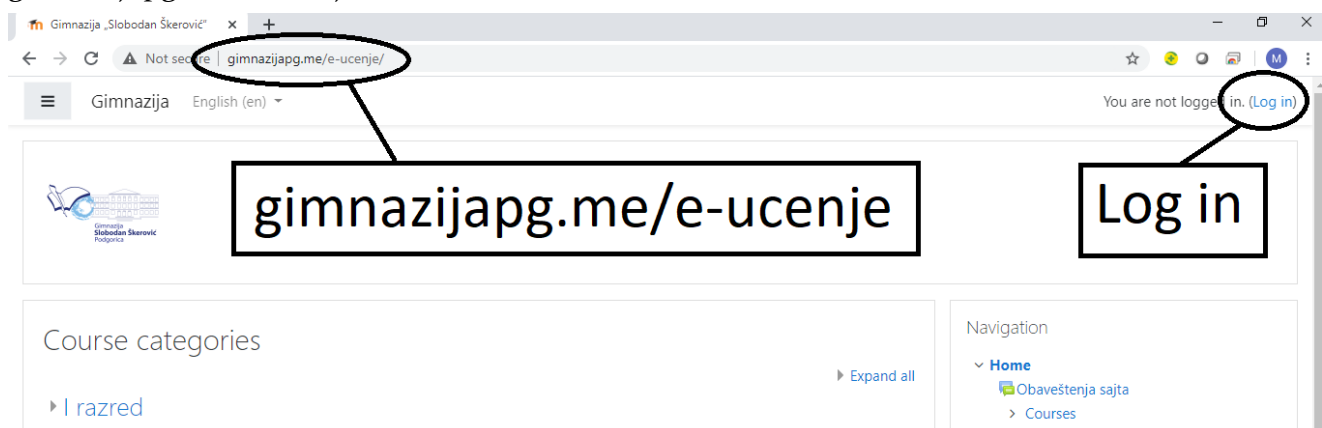 Gimnazija „Slobodan Škerović"
Not secure gimnazijapg.me/e-ucenje/
M
Gimnazija English (en)
You are not logged in. (Log in)
Gimnazija
Slobodan Škerović
Podgorica
gimnazijapg.me/e-ucenje
Log in
Course categories
Expand all
I razred
Navigation
Home
Obaveštenja sajta
Courses